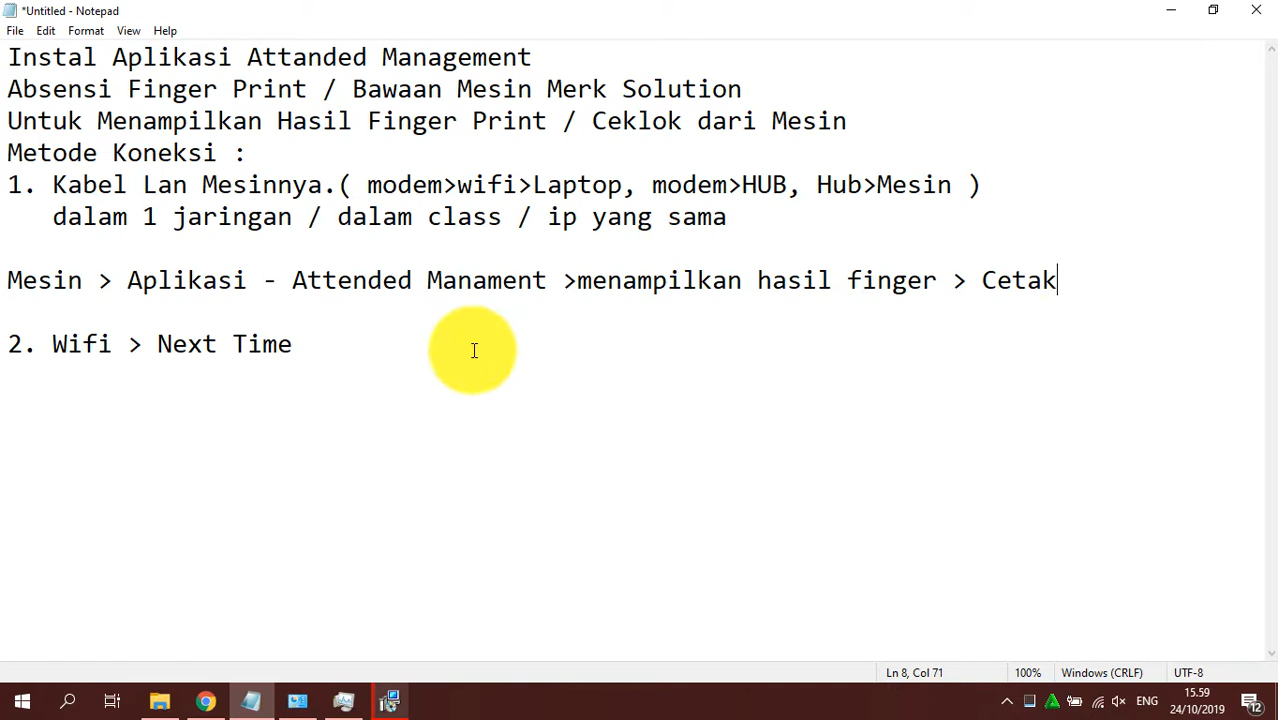 *Untitled - Notepad
File Edit Format View Help
Instal Aplikasi Attanded Management
Absensi Finger Print / Bawaan Mesin Merk Solution
Untuk Menampilkan Hasil Finger Print / Ceklok dari Mesin
Metode Koneksi :
1. Kabel Lan Mesinnya.( modem>wifi>Laptop, modem>HUB, Hub>Mesin )
dalam 1 jaringan / dalam class / ip yang sama
Mesin > Aplikasi - Attended Manament >menampilkan hasil finger > Cetak
2. Wifi > Next Time
Ln 8, Col 71 100% Windows (CRLF) UTF-8
ENG 15.59
24/10/2019 12